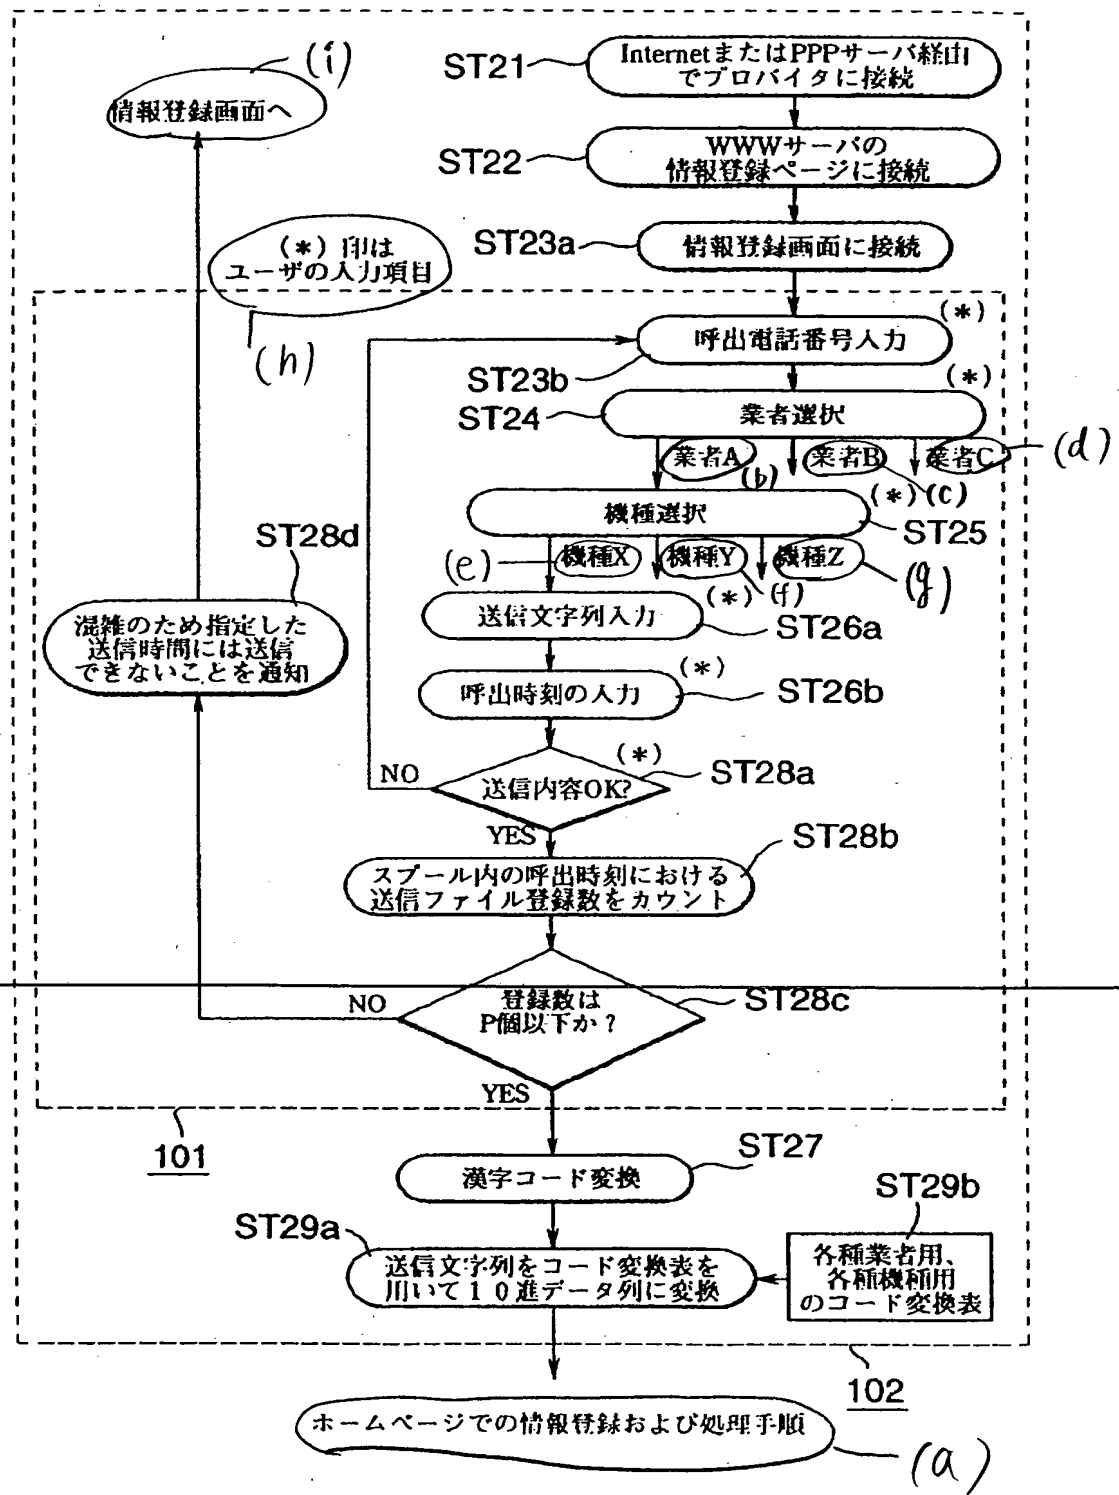 (i)
情報登録画面へ
ST21
InternetまたはPPPサーバ経由
でプロバイダに接続
ST22
WWWサーバの
情報登録ページに接続
(*) 印は
ユーザの入力項目
(h)
ST23a
情報登録画面に接続
(*)
呼出電話番号入力
ST23b
(*)
ST24
業者選択
業者A
業者B
業者C
(d)
(b)
(*)
(c)
機種選択
ST25
(e)
機種X
機種Y
機種Z
(g)
(*)
(f)
送信文字列入力
ST26a
ST28d
混雑のため指定した
送信時間には送信
できないことを通知
(*)
呼出時刻の入力
ST26b
(*)
送信内容OK?
ST28a
NO
YES
ST28b
スプール内の呼出時刻における
送信ファイル登録数をカウント
登録数は
P個以下か?
ST28c
NO
YES
101
ST27
漢字コード変換
ST29a
送信文字列をコード変換表を
用いて10進データ列に変換
ST29b
各種業者用、
各種機種用
のコード変換表
102
ホームページでの情報登録および処理手順
(a)